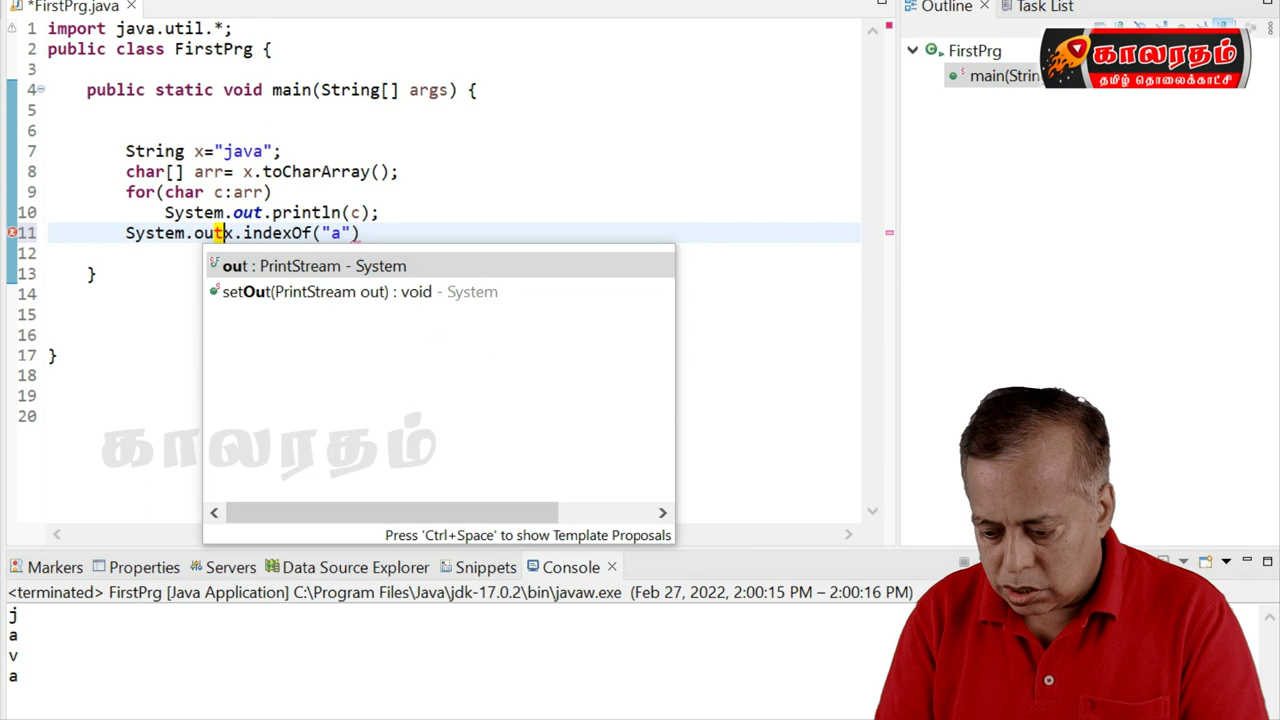 *FirstPrg.java
Outline
Task List
1 import java.util.*;
2 public class FirstPrg {
3
4 public static void main(String[] args) {
5
6
7 String x="java";
8 char[] arr= x.toCharArray();
9 for(char c:arr)
10 System.out.println(c);
11 System.outx.indexOf("a")
12
13 }
14
15
16
17 }
18
19
20
out : PrintStream - System
setOut(PrintStream out) : void - System
Press 'Ctrl+Space' to show Template Proposals
FirstPrg
main(Strin
காலரதம்
தமிழ் தொலைக்காட்சி
காலரதம்
Markers
Properties
Servers
Data Source Explorer
Snippets
Console
<terminated> FirstPrg [Java Application] C:\Program Files\Java\jdk-17.0.2\bin\javaw.exe (Feb 27, 2022, 2:00:15 PM – 2:00:16 PM)
j
a
v
a